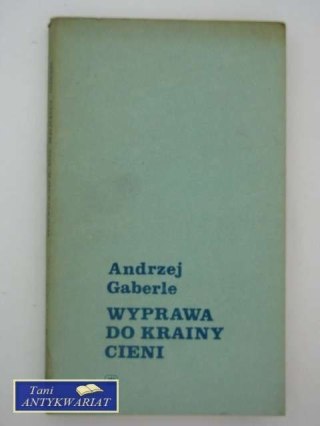 Andrzej
Gaberle
WYPRAWA
DO KRAINY
CIENI
Tani
ANTYKWARIAT